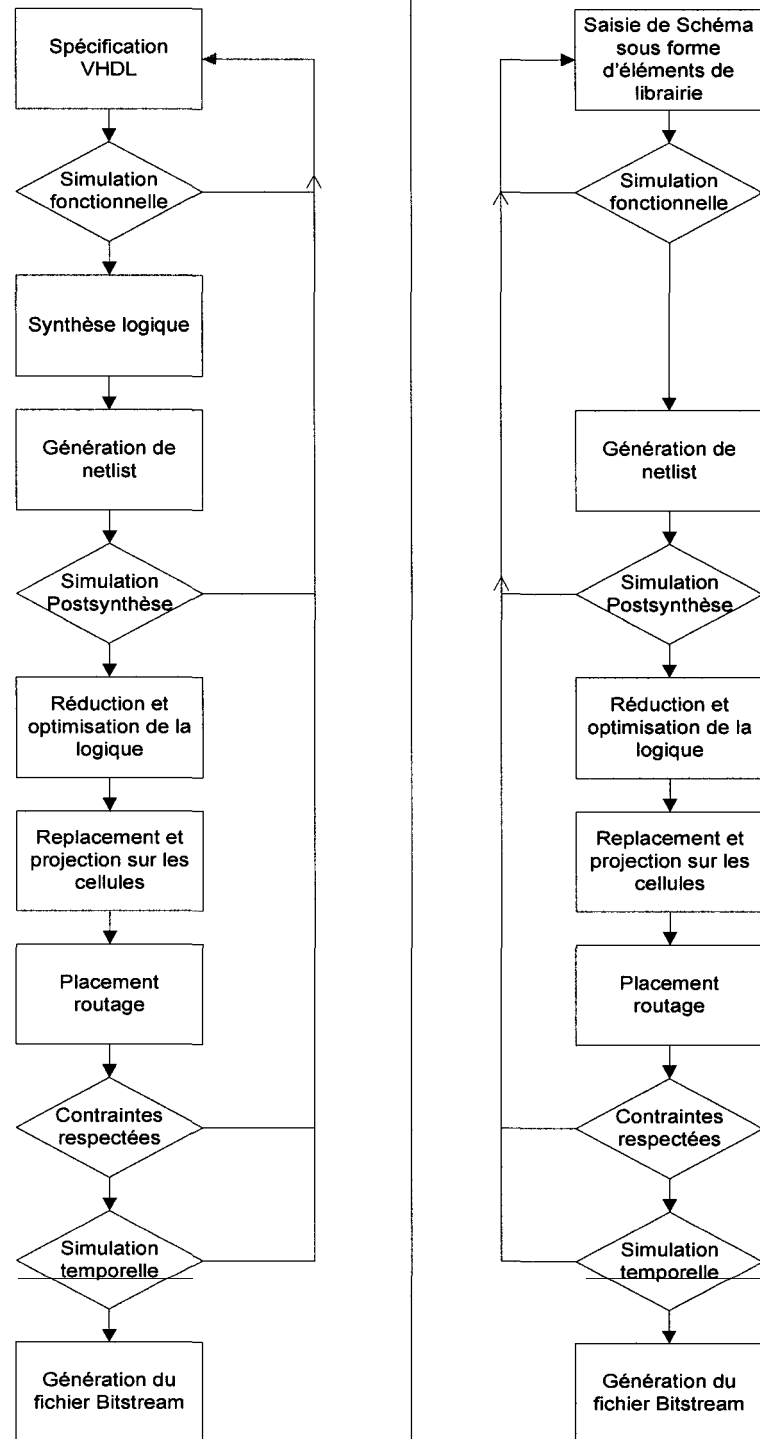 Spécification
VHDL
Simulation
fonctionnelle
Synthèse logique
Génération de
netlist
Simulation
Postsynthèse
Réduction et
optimisation de la
logique
Replacement et
projection sur les
cellules
Placement
routage
Contraintes
respectées
Simulation
temporelle
Génération du
fichier Bitstream
Saisie de Schéma
sous forme
d'éléments de
librairie
Simulation
fonctionnelle
Génération de
netlist
Simulation
Postsynthèse
Réduction et
optimisation de la
logique
Replacement et
projection sur les
cellules
Placement
routage
Contraintes
respectées
Simulation
temporelle
Génération du
fichier Bitstream